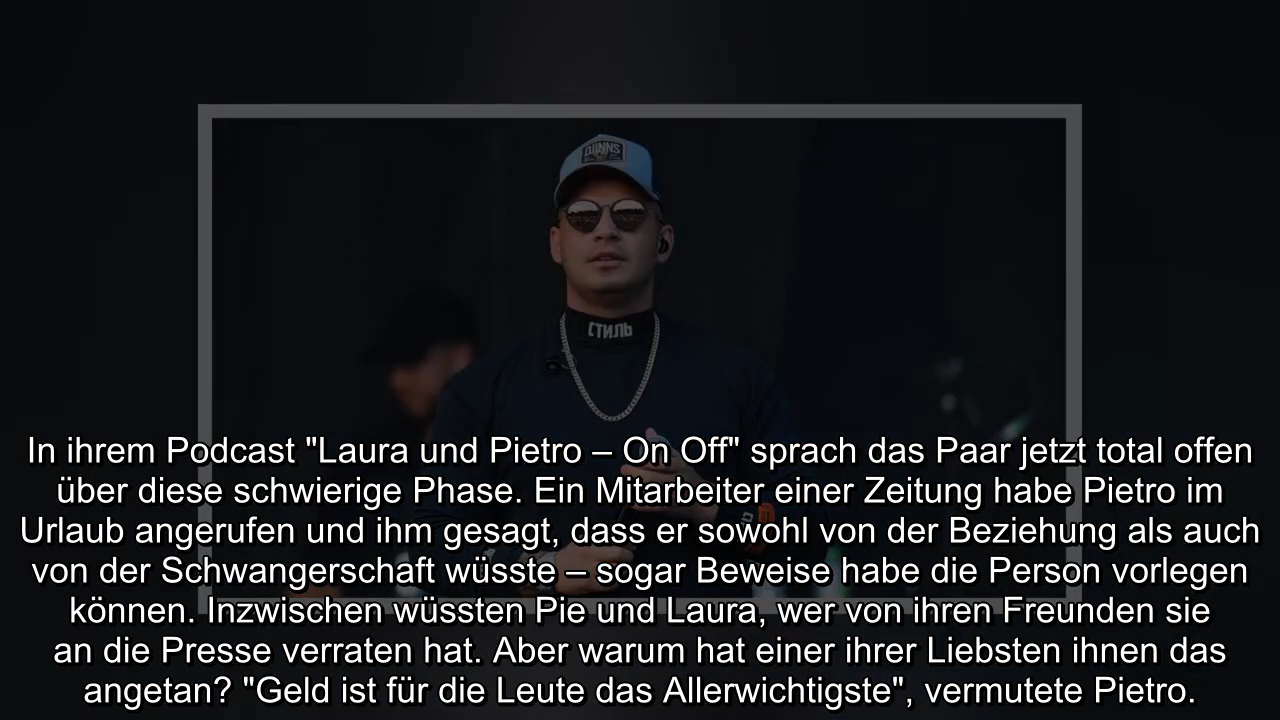 DJINNS
СТИЛЬ
In ihrem Podcast "Laura und Pietro – On Off" sprach das Paar jetzt total offen
über diese schwierige Phase. Ein Mitarbeiter einer Zeitung habe Pietro im
Urlaub angerufen und ihm gesagt, dass er sowohl von der Beziehung als auch
von der Schwangerschaft wüsste – sogar Beweise habe die Person vorlegen
können. Inzwischen wüssten Pie und Laura, wer von ihren Freunden sie
an die Presse verraten hat. Aber warum hat einer ihrer Liebsten ihnen das
angetan? "Geld ist für die Leute das Allerwichtigste", vermutete Pietro.